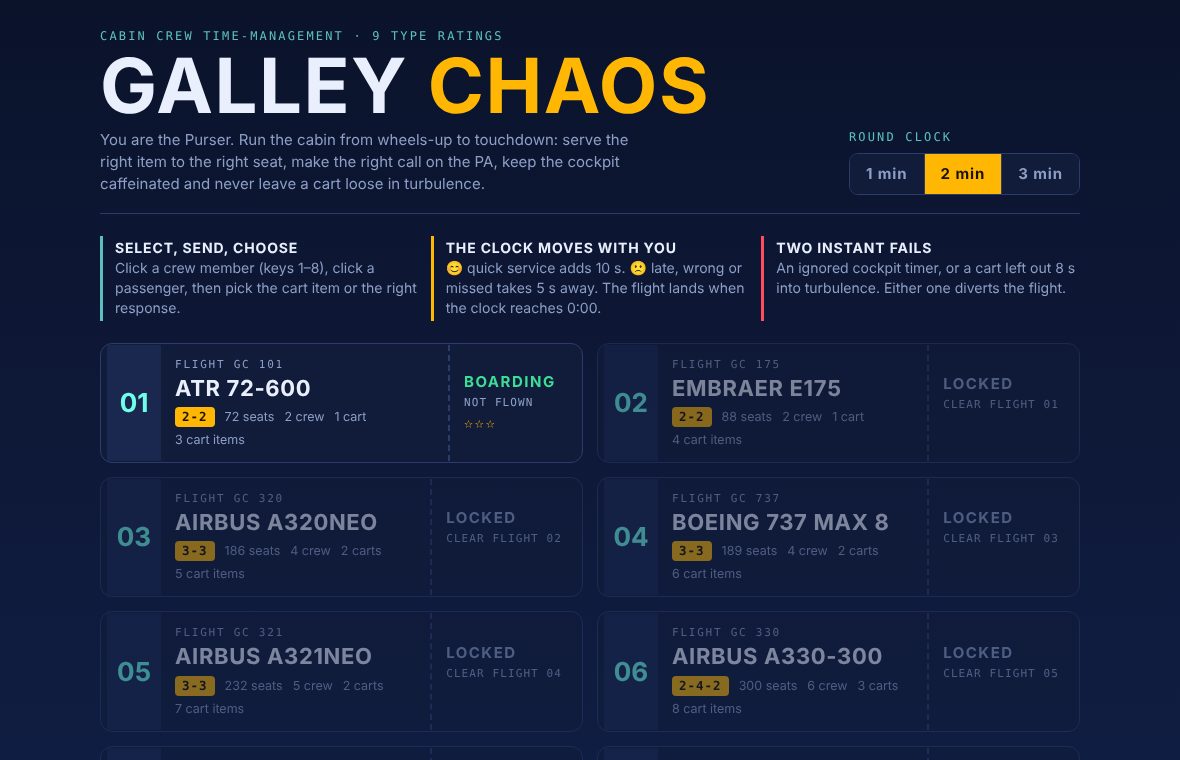 CABIN CREW TIME-MANAGEMENT · 9 TYPE RATINGS
GALLEY CHAOS
You are the Purser. Run the cabin from wheels-up to touchdown: serve the
right item to the right seat, make the right call on the PA, keep the cockpit
caffeinated and never leave a cart loose in turbulence.
ROUND CLOCK
1 min 2 min 3 min
SELECT, SEND, CHOOSE
Click a crew member (keys 1–8), click a
passenger, then pick the cart item or the right
response.
THE CLOCK MOVES WITH YOU
😊 quick service adds 10 s. 🙁 late, wrong or
missed takes 5 s away. The flight lands when
the clock reaches 0:00.
TWO INSTANT FAILS
An ignored cockpit timer, or a cart left out 8 s
into turbulence. Either one diverts the flight.
01
FLIGHT GC 101
ATR 72-600
2-2 72 seats 2 crew 1 cart
3 cart items
BOARDING
NOT FLOWN
☆☆☆
02
FLIGHT GC 175
EMBRAER E175
2-2 88 seats 2 crew 1 cart
4 cart items
LOCKED
CLEAR FLIGHT 01
03
FLIGHT GC 320
AIRBUS A320NEO
3-3 186 seats 4 crew 2 carts
5 cart items
LOCKED
CLEAR FLIGHT 02
04
FLIGHT GC 737
BOEING 737 MAX 8
3-3 189 seats 4 crew 2 carts
6 cart items
LOCKED
CLEAR FLIGHT 03
05
FLIGHT GC 321
AIRBUS A321NEO
3-3 232 seats 5 crew 2 carts
7 cart items
LOCKED
CLEAR FLIGHT 04
06
FLIGHT GC 330
AIRBUS A330-300
2-4-2 300 seats 6 crew 3 carts
8 cart items
LOCKED
CLEAR FLIGHT 05